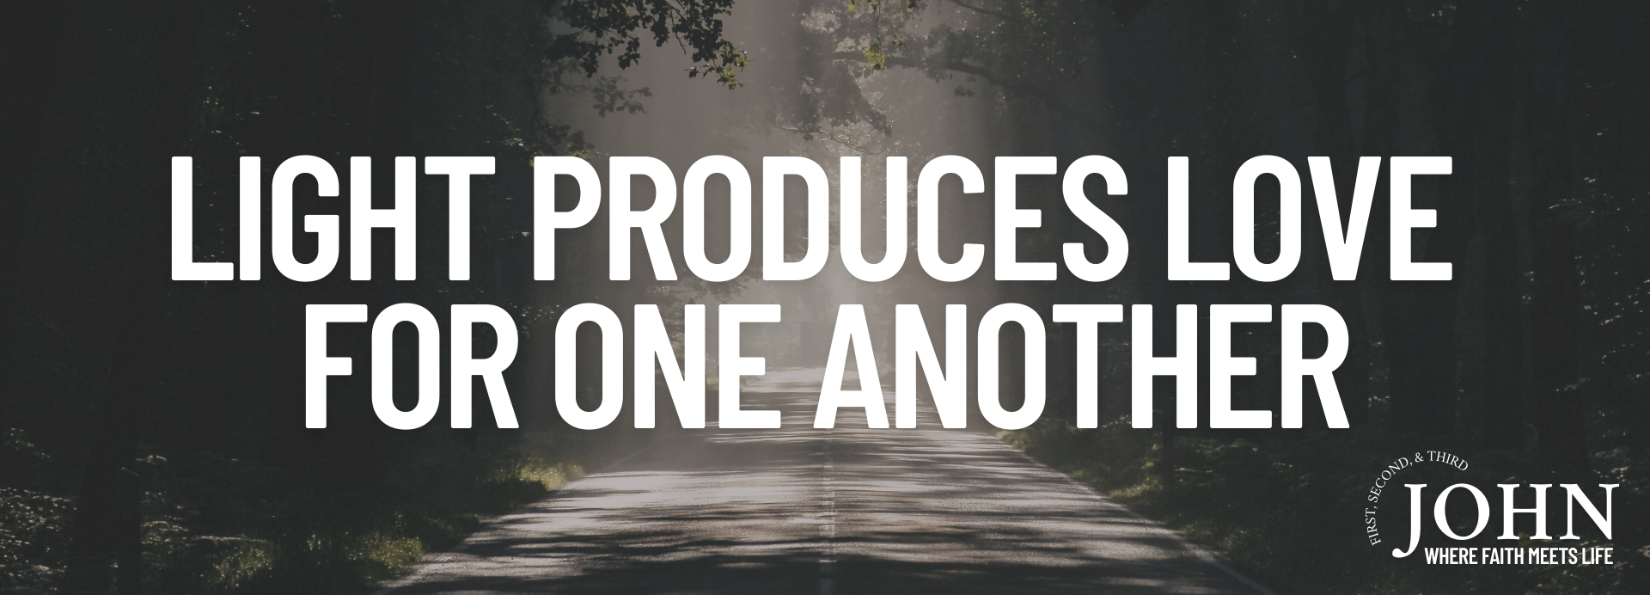 LIGHT PRODUCES LOVE
FOR ONE ANOTHER
FIRST, SECOND, & THIRD
JOHN
WHERE FAITH MEETS LIFE